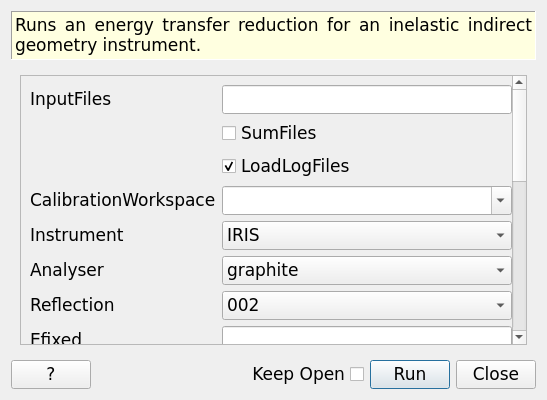 Runs an energy transfer reduction for an inelastic indirect
geometry instrument.
InputFiles
SumFiles
LoadLogFiles
CalibrationWorkspace
Instrument IRIS
Analyser graphite
Reflection 002
Efixed
? Keep Open Run Close